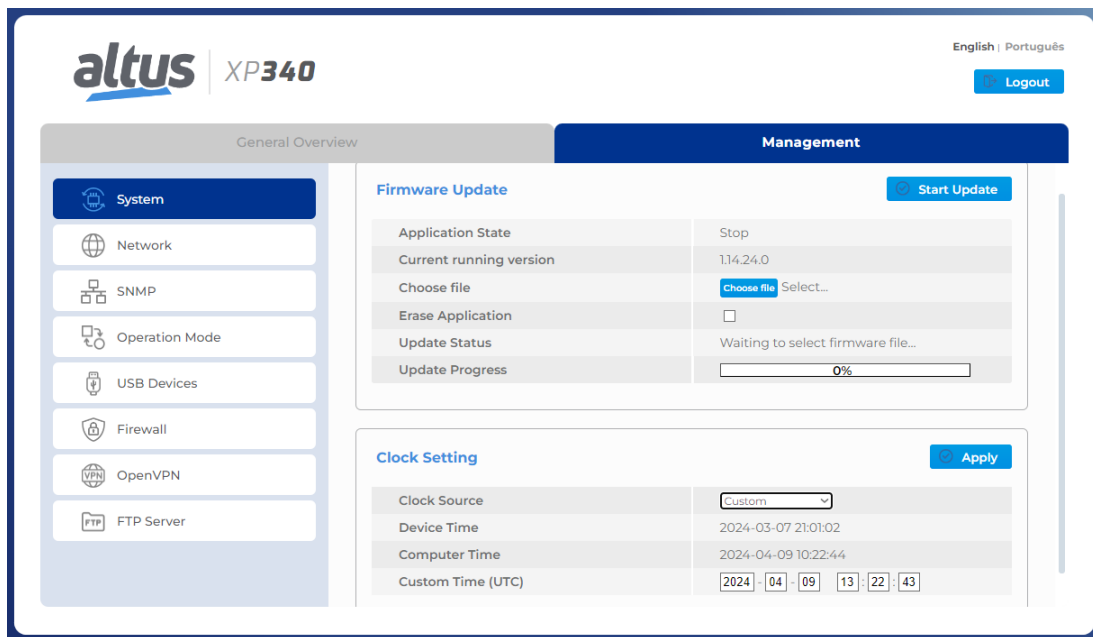 English | Português
altus | XP340
Logout
General Overview
Management
System
Network
SNMP
Operation Mode
USB Devices
Firewall
VPN OpenVPN
FTP FTP Server
Firmware Update
Start Update
Application State Stop
Current running version 1.14.24.0
Choose file Choose file Select...
Erase Application
Update Status Waiting to select firmware file...
Update Progress 0%
Clock Setting
Apply
Clock Source Custom
Device Time 2024-03-07 21:01:02
Computer Time 2024-04-09 10:22:44
Custom Time (UTC) 2024 - 04 - 09 13 : 22 : 43